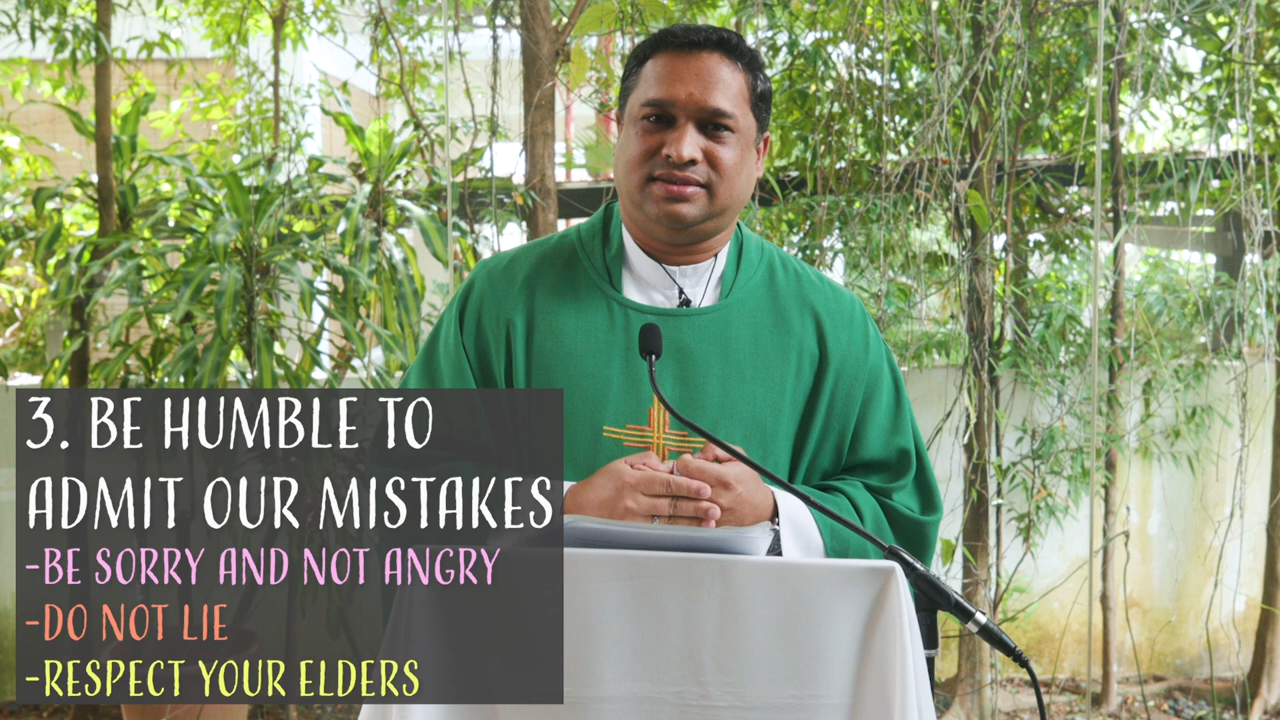 3. BE HUMBLE TO
ADMIT OUR MISTAKES
-BE SORRY AND NOT ANGRY
-DO NOT LIE
-RESPECT YOUR ELDERS